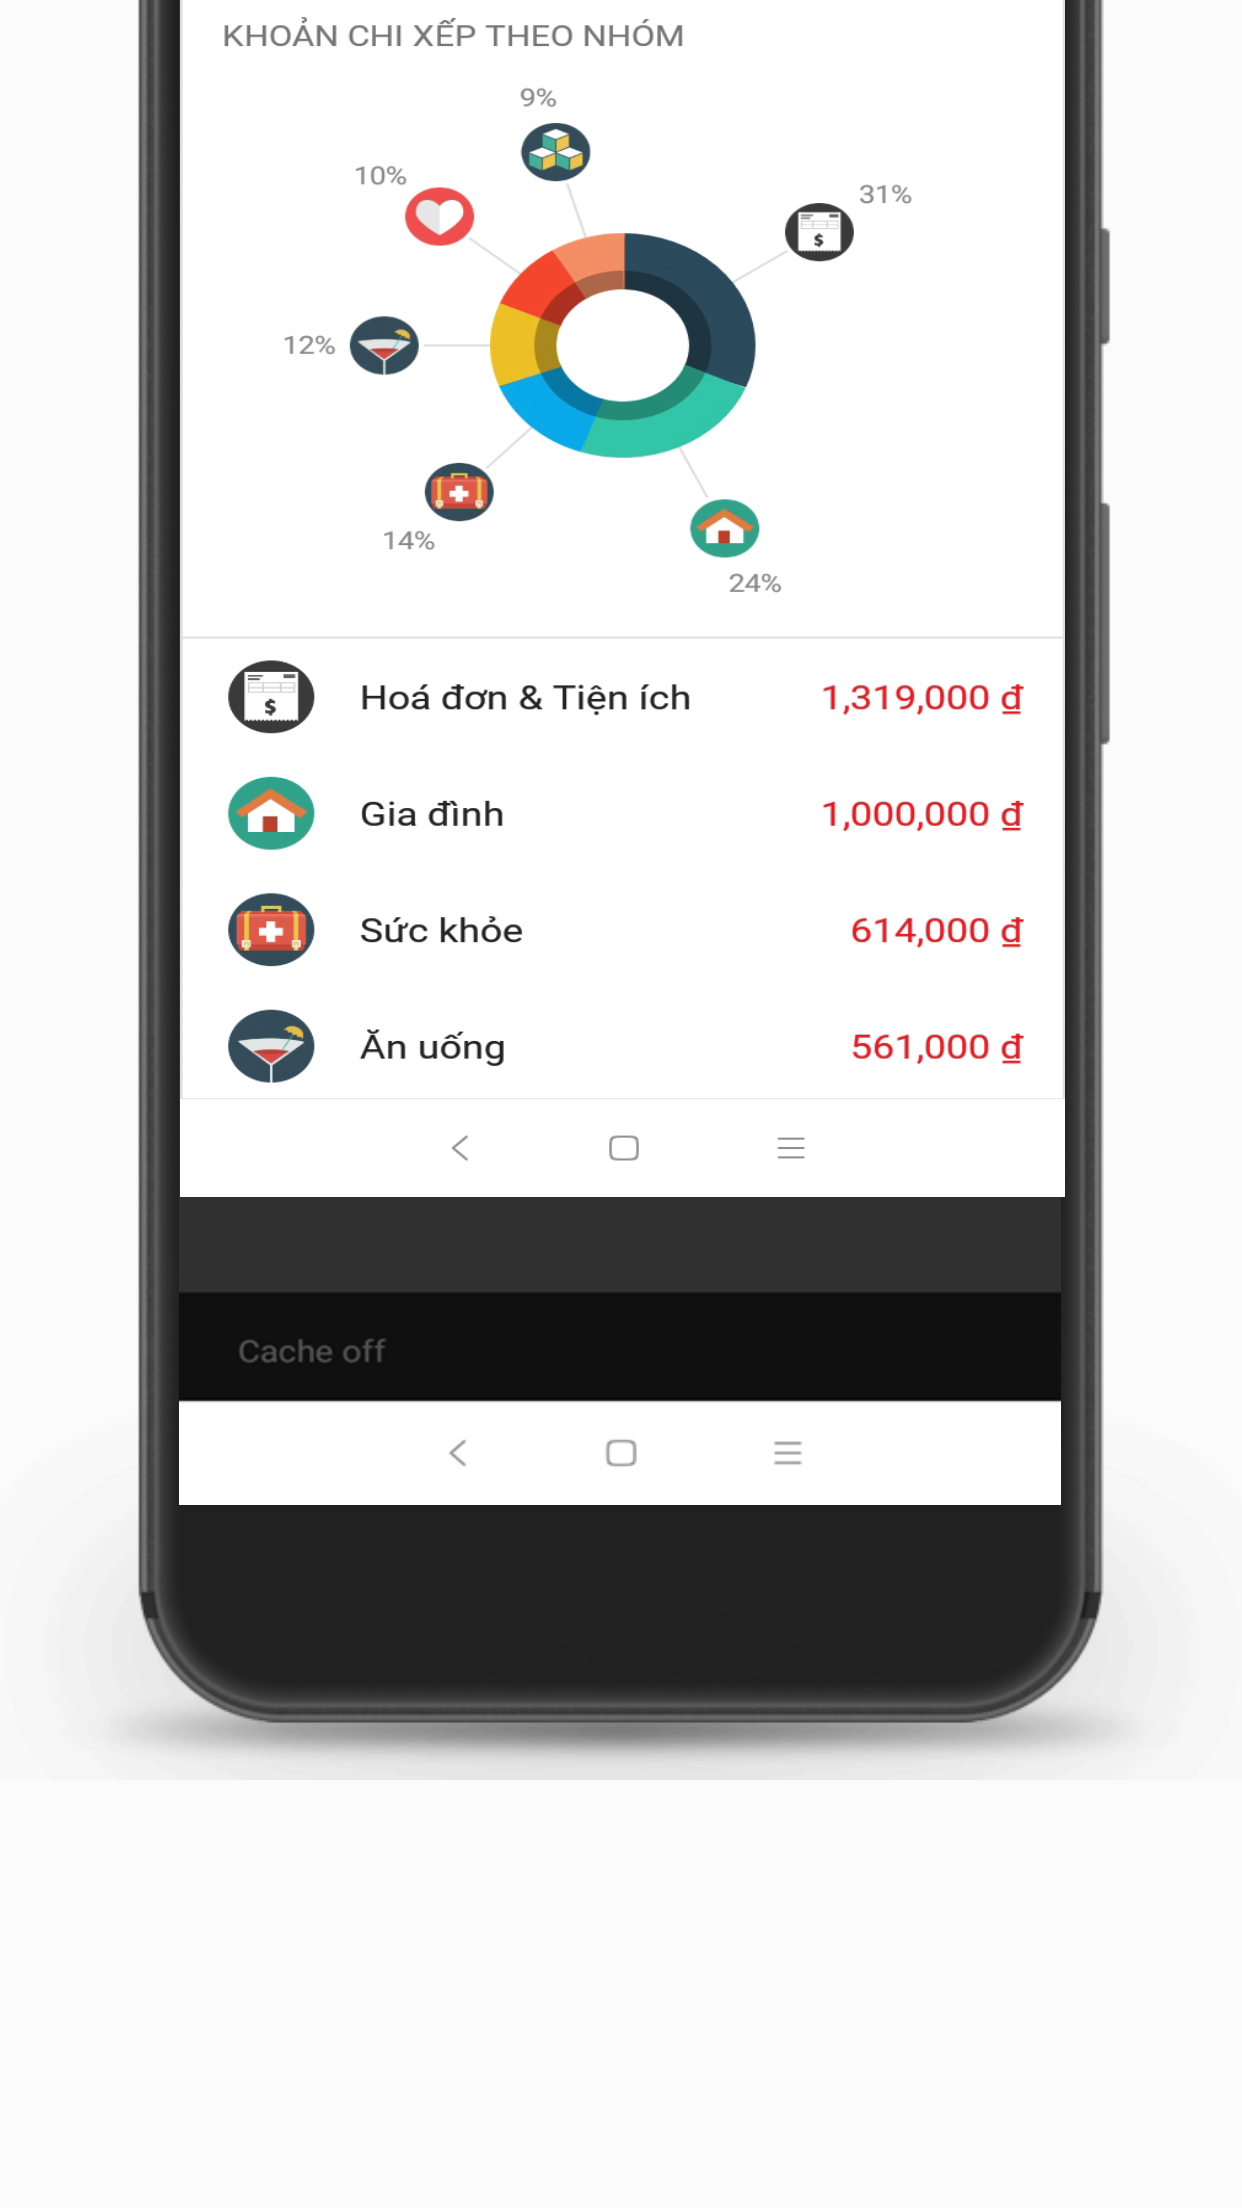 KHOẢN CHI XẾP THEO NHÓM
9%
10%
31%
$
12%
14%
24%
$
Hoá đơn & Tiện ích 1,319,000 ₫
Gia đình 1,000,000 ₫
Sức khỏe 614,000 ₫
Ăn uống 561,000 ₫
Cache off